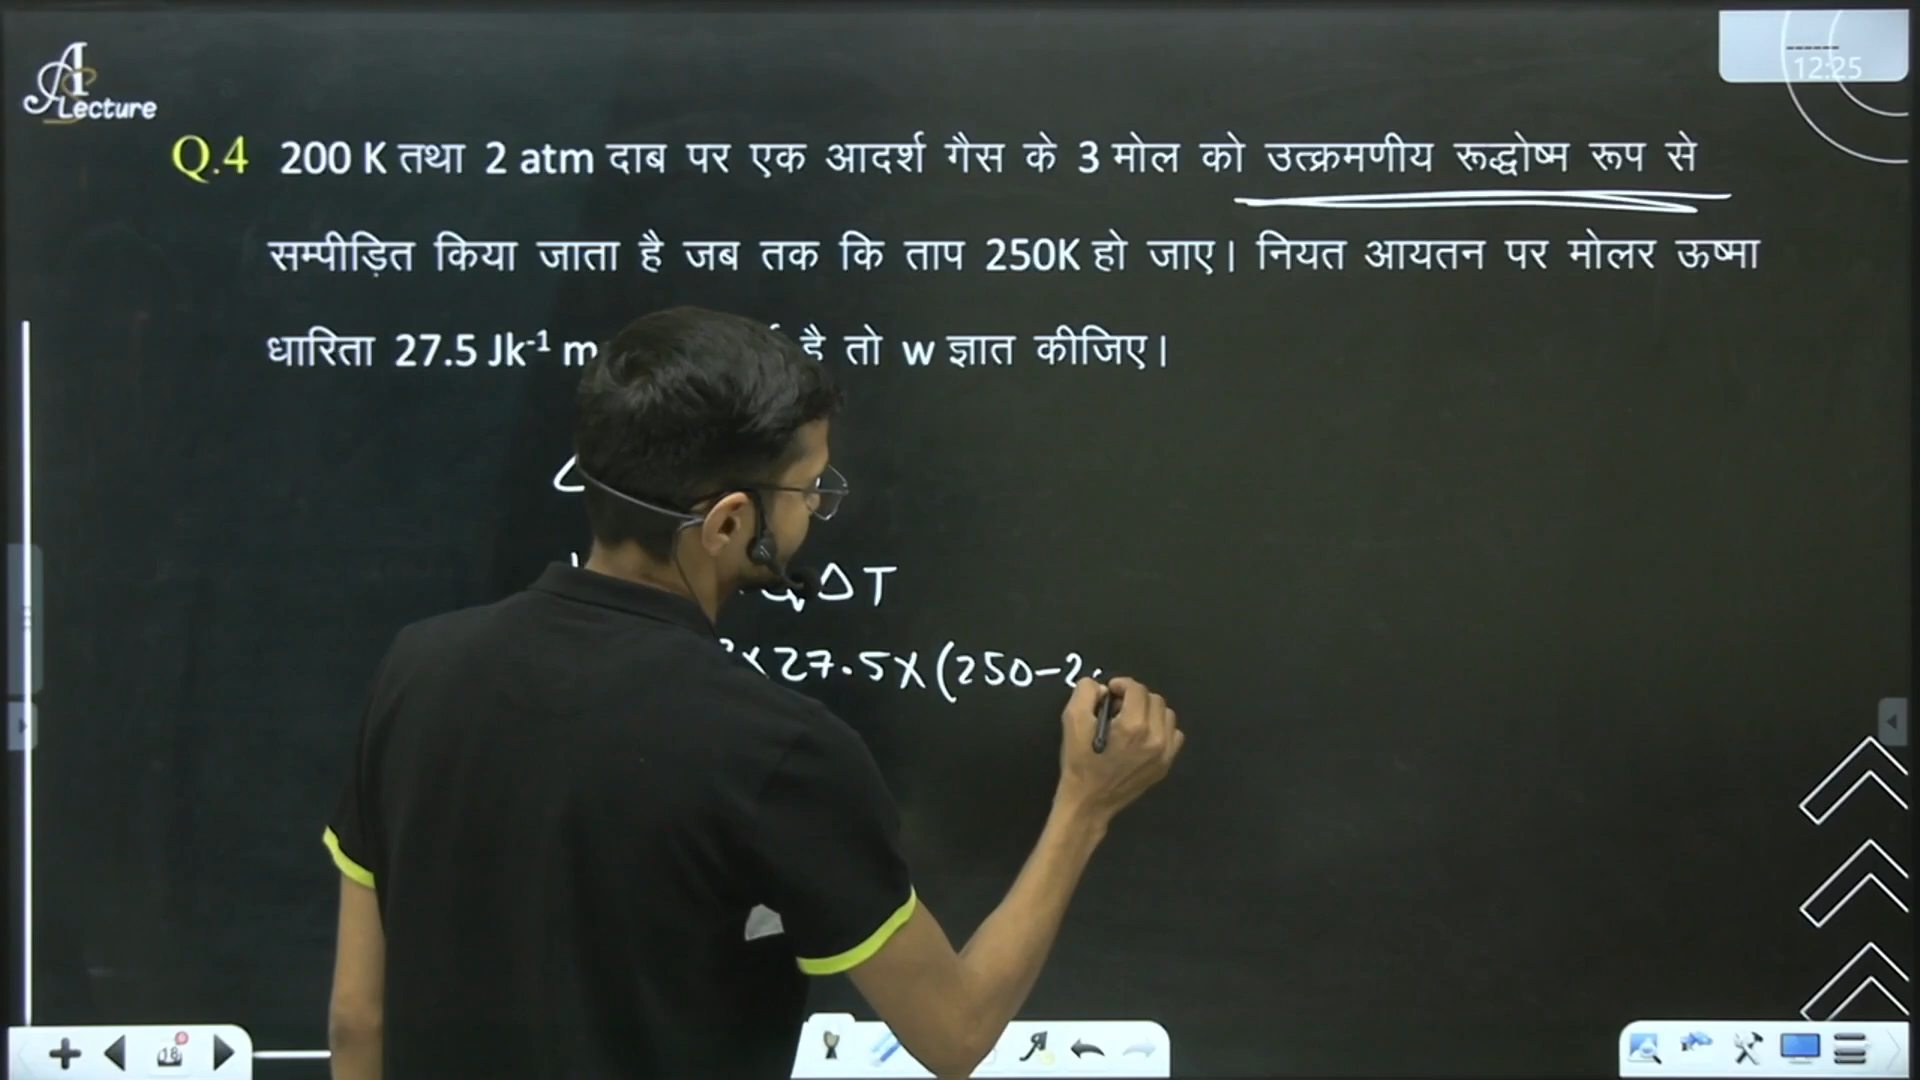 A S Lecture
12:25
Q.4 200 K तथा 2 atm दाब पर एक आदर्श गैस के 3 मोल को उत्क्रमणीय रूद्धोष्म रूप से
सम्पीड़ित किया जाता है जब तक कि ताप 250K हो जाए। नियत आयतन पर मोलर ऊष्मा
धारिता 27.5 Jk⁻¹ है तो w ज्ञात कीजिए।
ΔT
x 27.5 x (250-2
18